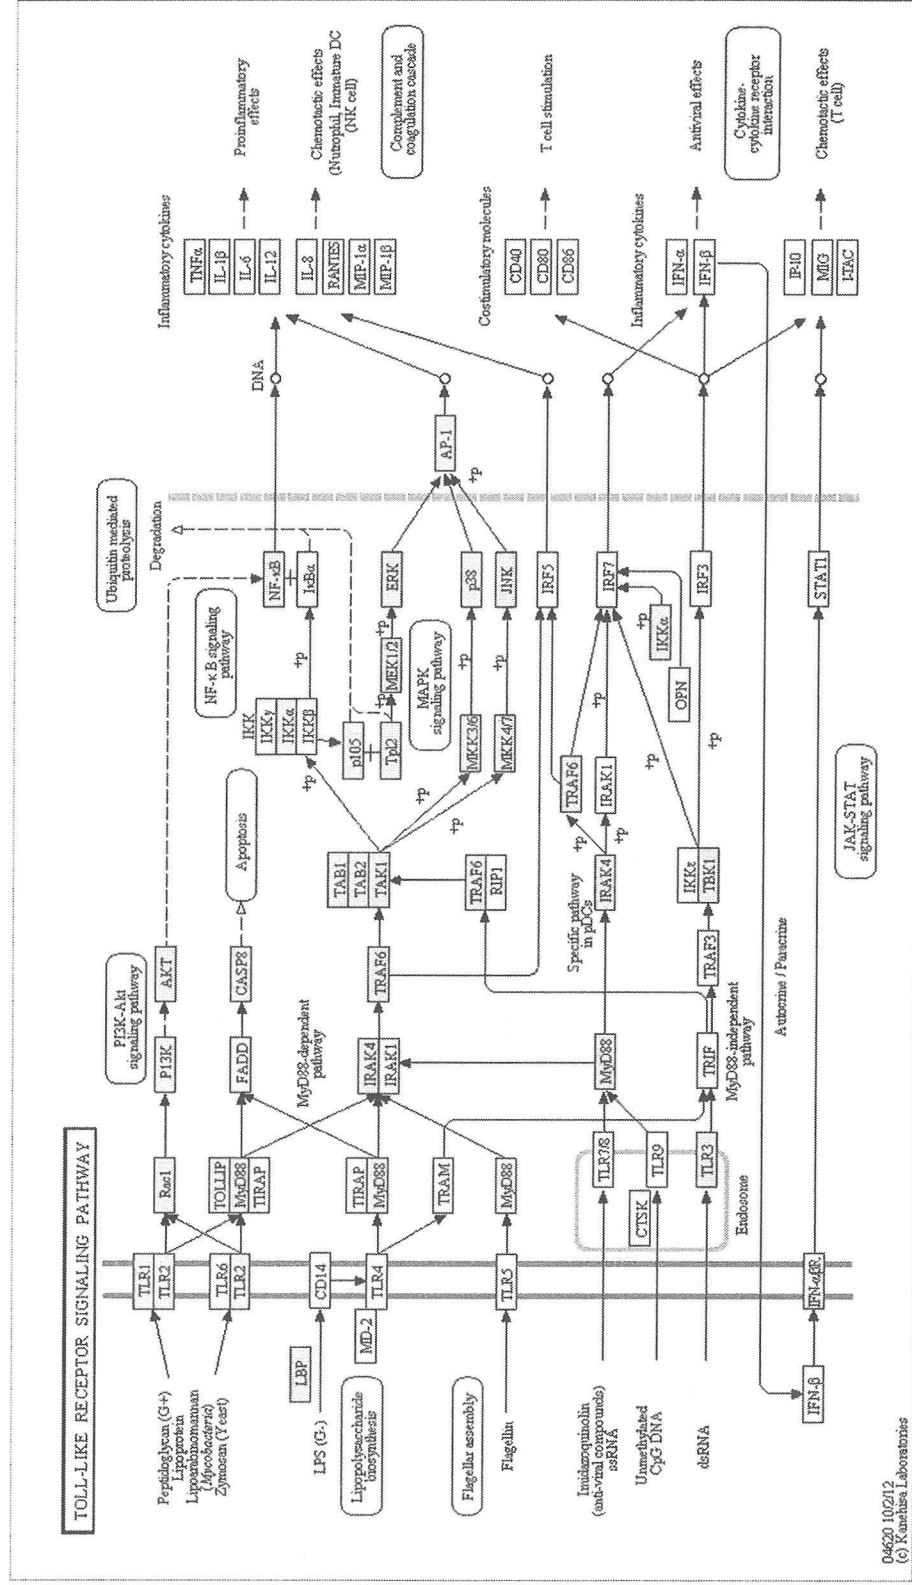 TOLL-LIKE RECEPTOR SIGNALING PATHWAY
Peptidoglycan (G+)
Lipoprotein
Lipoarabinomannan
(Mycobacteria)
Zymosan (Yeast)
LBP
LPS (G-)
Lipopolysaccharide
biosynthesis
Flagellar assembly
Flagellin
Imidazoquinolin
(anti-viral compounds)
ssRNA
Unmethylated
CpG DNA
dsRNA
IFN-β
TLR1
TLR2
TLR6
TLR2
CD14
MD-2
TLR4
TLR5
CTSK
TLR7/8
TLR9
TLR3
Endosome
IFN-αβR
Rac1
TOLLIP
MyD88
TIRAP
TIRAP
MyD88
TRAM
MyD88
PI3K-Akt
signaling pathway
P13K
AKT
FADD
CASP8
Apoptosis
MyD88-dependent
pathway
IRAK4
IRAK1
TRAF6
MyD88
TRIF
TRAF3
MyD88-independent
pathway
Specific pathway
in pDCs
IRAK4
TRAF6
IRAK1
TAB1
TAB2
TAK1
TRAF6
RIP1
IKKε
TBK1
Autocrine / Paracrine
JAK-STAT
signaling pathway
IKK
IKKγ
IKKα
IKKβ
+p
p105
Tpl2
+p
MEK1/2
+p
ERK
MAPK
signaling pathway
+p
MKK3/6
+p
p38
+p
MKK4/7
+p
JNK
+p
+p
+p
+p
+p
+p
IKKα
OPN
NF-κB signaling
pathway
+p
NF-κB
IκBα
Ubiquitin mediated
proteolysis
Degradation
IRF5
IRF7
IRF3
STAT1
+p
AP-1
DNA
Inflammatory cytokines
TNFα
IL-1β
IL-6
IL-12
Proinflammatory
effects
IL-8
RANTES
MIP-1α
MIP-1β
Chemotactic effects
(Nutrophil, Immature DC)
(NK cell)
Complement and
coagulation cascade
Costimulatory molecules
CD40
CD80
CD86
T cell stimulation
Inflammatory cytokines
IFN-α
IFN-β
Antiviral effects
Cytokine-
cytokine receptor
interaction
IP-10
MIG
I-TAC
Chemotactic effects
(T cell)
04620 10/2/12
(c) Kanehisa Laboratories